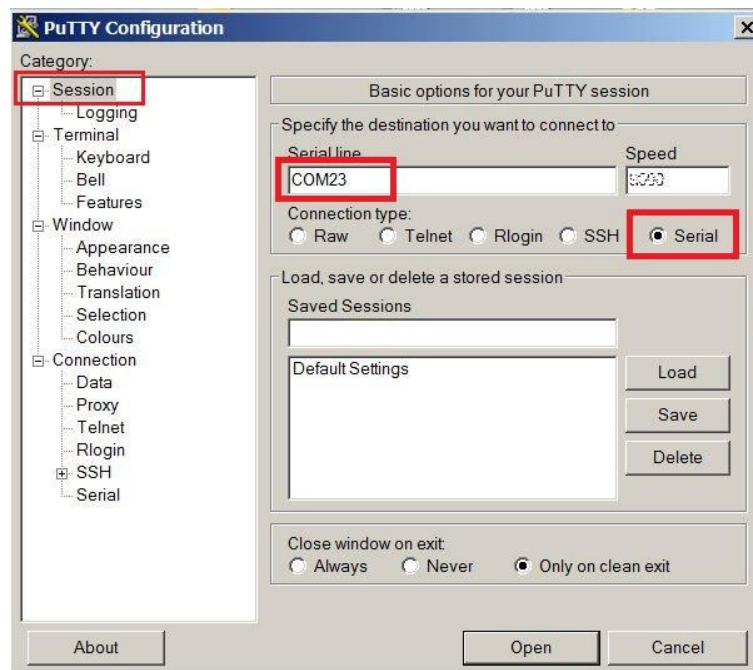 PuTTY Configuration
Category:
Session
Logging
Terminal
Keyboard
Bell
Features
Window
Appearance
Behaviour
Translation
Selection
Colours
Connection
Data
Proxy
Telnet
Rlogin
SSH
Serial
Basic options for your PuTTY session
Specify the destination you want to connect to
Serial line Speed
COM23
Connection type:
Raw Telnet Rlogin SSH Serial
Load, save or delete a stored session
Saved Sessions
Default Settings
Load
Save
Delete
Close window on exit:
Always Never Only on clean exit
About Open Cancel